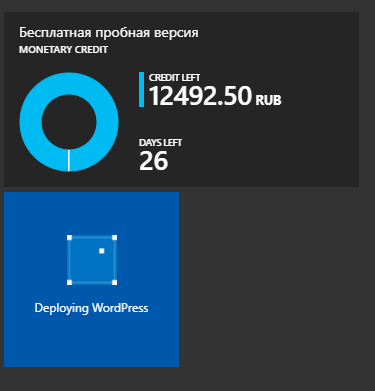 Бесплатная пробная версия
MONETARY CREDIT
CREDIT LEFT
12492.50 RUB
DAYS LEFT
26
Deploying WordPress